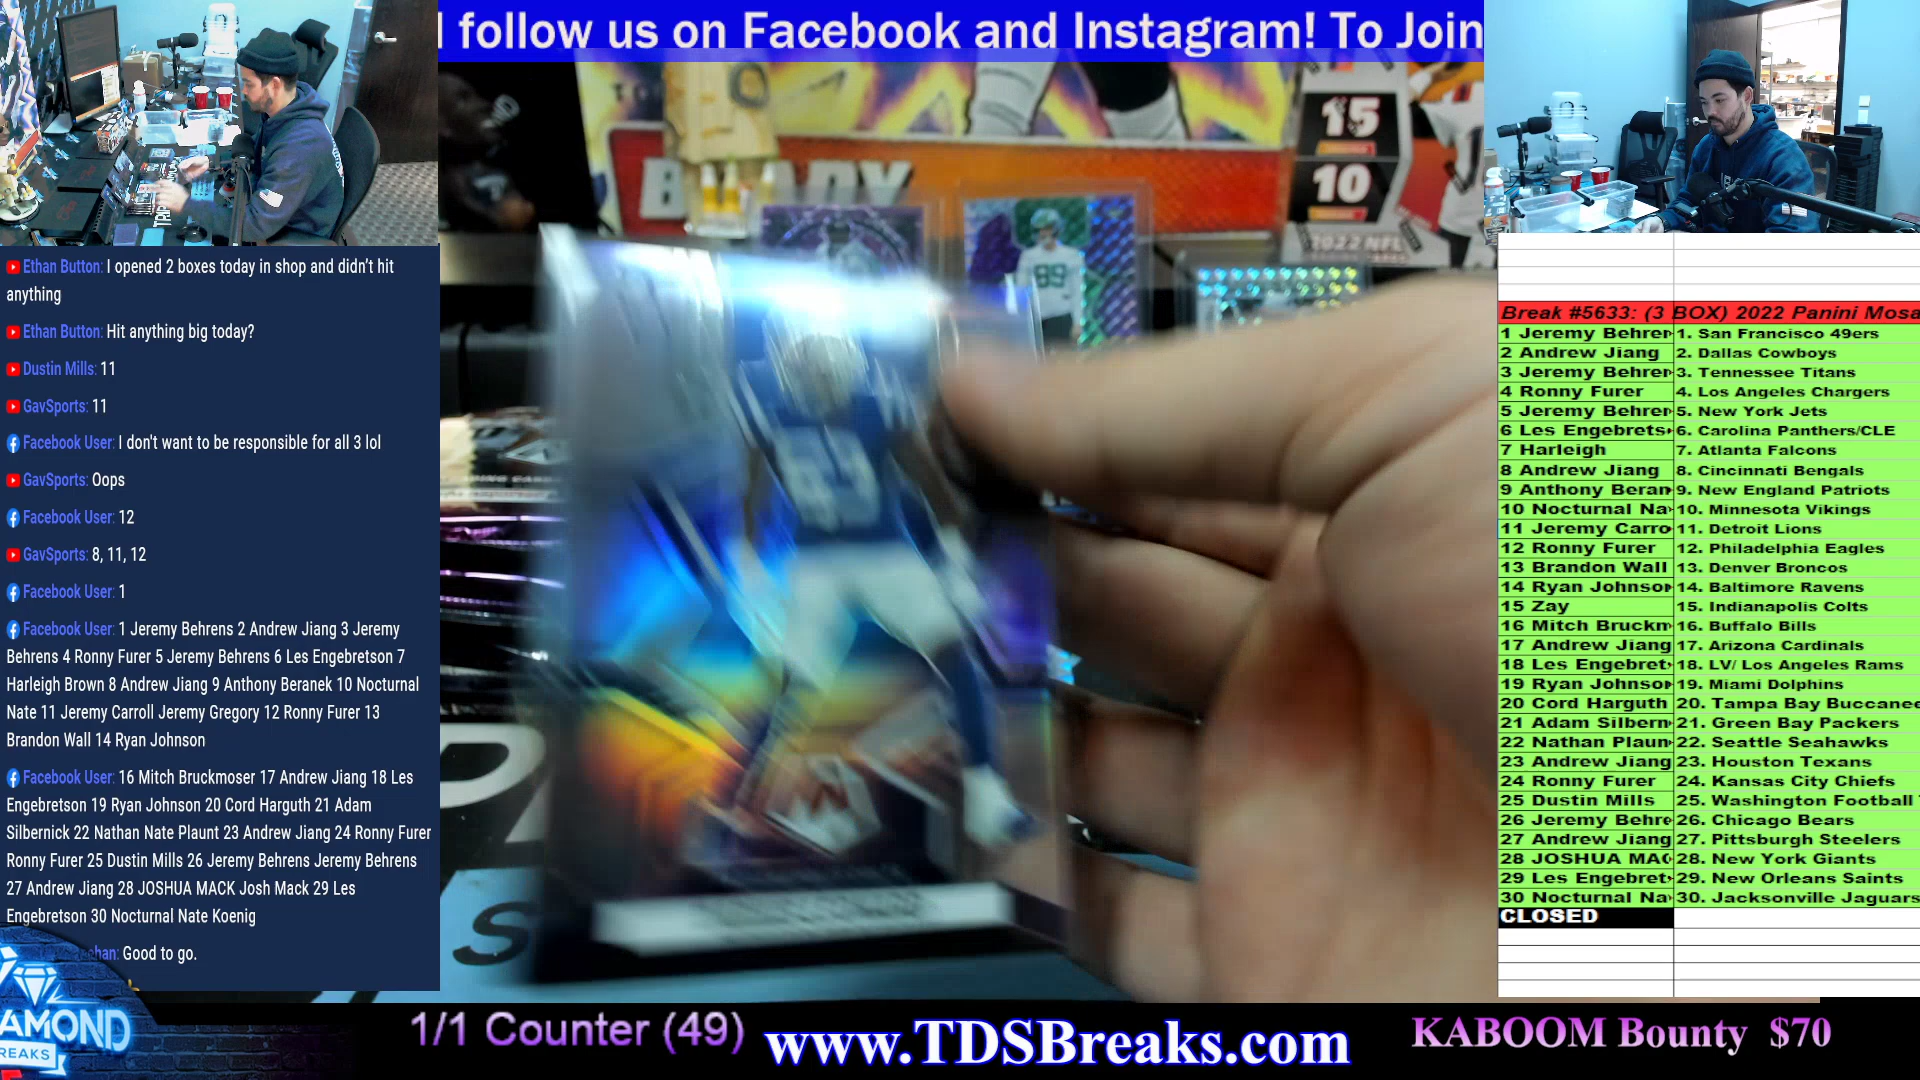 follow us on Facebook and Instagram! To Join
Ethan Button: I opened 2 boxes today in shop and didn't hit
anything
Ethan Button: Hit anything big today?
Dustin Mills: 11
GavSports: 11
Facebook User: I don't want to be responsible for all 3 lol
GavSports: Oops
Facebook User: 12
GavSports: 8, 11, 12
Facebook User: 1
Facebook User: 1 Jeremy Behrens 2 Andrew Jiang 3 Jeremy
Behrens 4 Ronny Furer 5 Jeremy Behrens 6 Les Engebretson 7
Harleigh Brown 8 Andrew Jiang 9 Anthony Beranek 10 Nocturnal
Nate 11 Jeremy Carroll Jeremy Gregory 12 Ronny Furer 13
Brandon Wall 14 Ryan Johnson
Facebook User: 16 Mitch Bruckmoser 17 Andrew Jiang 18 Les
Engebretson 19 Ryan Johnson 20 Cord Harguth 21 Adam
Silbernick 22 Nathan Nate Plaunt 23 Andrew Jiang 24 Ronny Furer
Ronny Furer 25 Dustin Mills 26 Jeremy Behrens Jeremy Behrens
27 Andrew Jiang 28 JOSHUA MACK Josh Mack 29 Les
Engebretson 30 Nocturnal Nate Koenig
han: Good to go.
15
10
2022 NFL
89
83
Break #5633: (3 BOX) 2022 Panini Mosa
1 Jeremy Behren 1. San Francisco 49ers
2 Andrew Jiang 2. Dallas Cowboys
3 Jeremy Behren 3. Tennessee Titans
4 Ronny Furer 4. Los Angeles Chargers
5 Jeremy Behren 5. New York Jets
6 Les Engebrets 6. Carolina Panthers/CLE
7 Harleigh 7. Atlanta Falcons
8 Andrew Jiang 8. Cincinnati Bengals
9 Anthony Beran 9. New England Patriots
10 Nocturnal Na 10. Minnesota Vikings
11 Jeremy Carro 11. Detroit Lions
12 Ronny Furer 12. Philadelphia Eagles
13 Brandon Wall 13. Denver Broncos
14 Ryan Johnson 14. Baltimore Ravens
15 Zay 15. Indianapolis Colts
16 Mitch Bruckm 16. Buffalo Bills
17 Andrew Jiang 17. Arizona Cardinals
18 Les Engebret 18. LV/ Los Angeles Rams
19 Ryan Johnson 19. Miami Dolphins
20 Cord Harguth 20. Tampa Bay Buccanee
21 Adam Silbern 21. Green Bay Packers
22 Nathan Plaun 22. Seattle Seahawks
23 Andrew Jiang 23. Houston Texans
24 Ronny Furer 24. Kansas City Chiefs
25 Dustin Mills 25. Washington Football
26 Jeremy Behre 26. Chicago Bears
27 Andrew Jiang 27. Pittsburgh Steelers
28 JOSHUA MAC 28. New York Giants
29 Les Engebret 29. New Orleans Saints
30 Nocturnal Na 30. Jacksonville Jaguars
CLOSED
AMOND
REAKS
1/1 Counter (49)
www.TDSBreaks.com
KABOOM Bounty $70